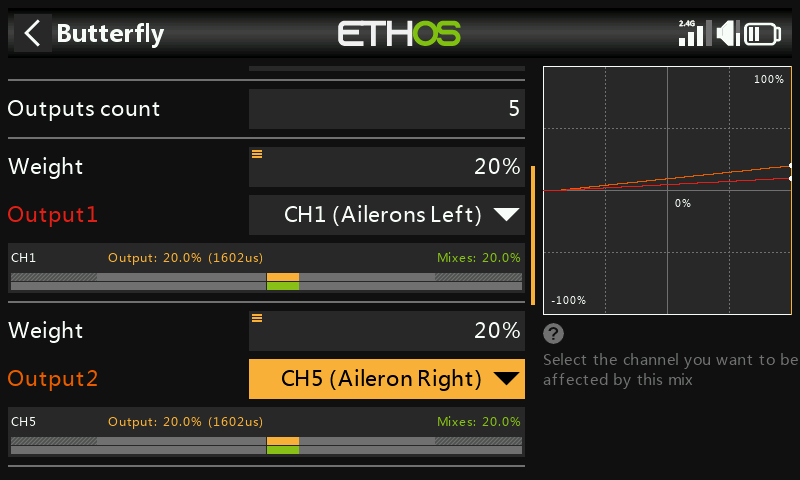 Butterfly
ETHOS
2.4G
Outputs count
5
Weight
20%
Output1
CH1 (Ailerons Left)
CH1
Output: 20.0% (1602us)
Mixes: 20.0%
Weight
20%
Output2
CH5 (Aileron Right)
CH5
Output: 20.0% (1602us)
Mixes: 20.0%
100%
0%
-100%
?
Select the channel you want to be
affected by this mix